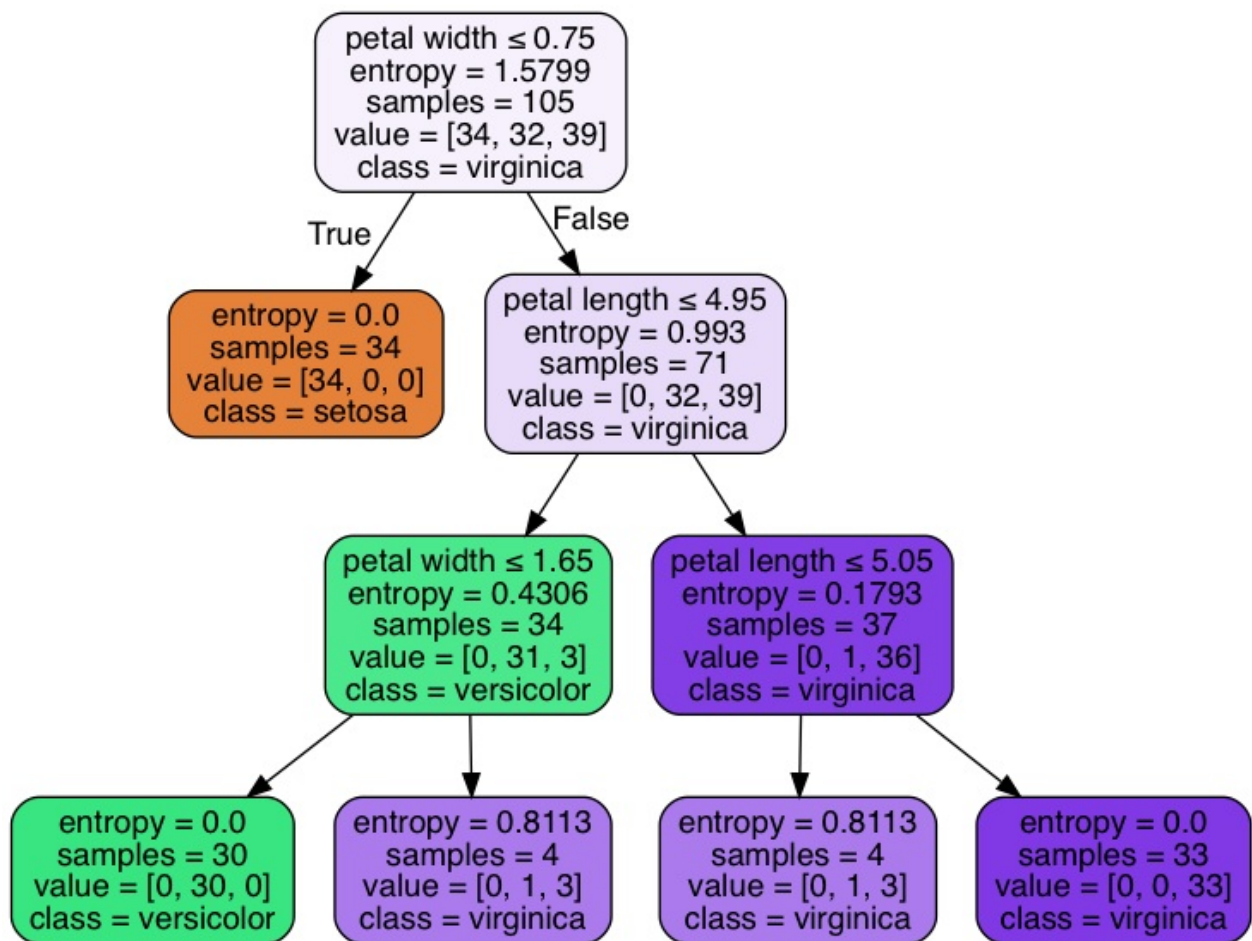 petal width ≤ 0.75
entropy = 1.5799
samples = 105
value = [34, 32, 39]
class = virginica
True
False
entropy = 0.0
samples = 34
value = [34, 0, 0]
class = setosa
petal length ≤ 4.95
entropy = 0.993
samples = 71
value = [0, 32, 39]
class = virginica
petal width ≤ 1.65
entropy = 0.4306
samples = 34
value = [0, 31, 3]
class = versicolor
petal length ≤ 5.05
entropy = 0.1793
samples = 37
value = [0, 1, 36]
class = virginica
entropy = 0.0
samples = 30
value = [0, 30, 0]
class = versicolor
entropy = 0.8113
samples = 4
value = [0, 1, 3]
class = virginica
entropy = 0.8113
samples = 4
value = [0, 1, 3]
class = virginica
entropy = 0.0
samples = 33
value = [0, 0, 33]
class = virginica